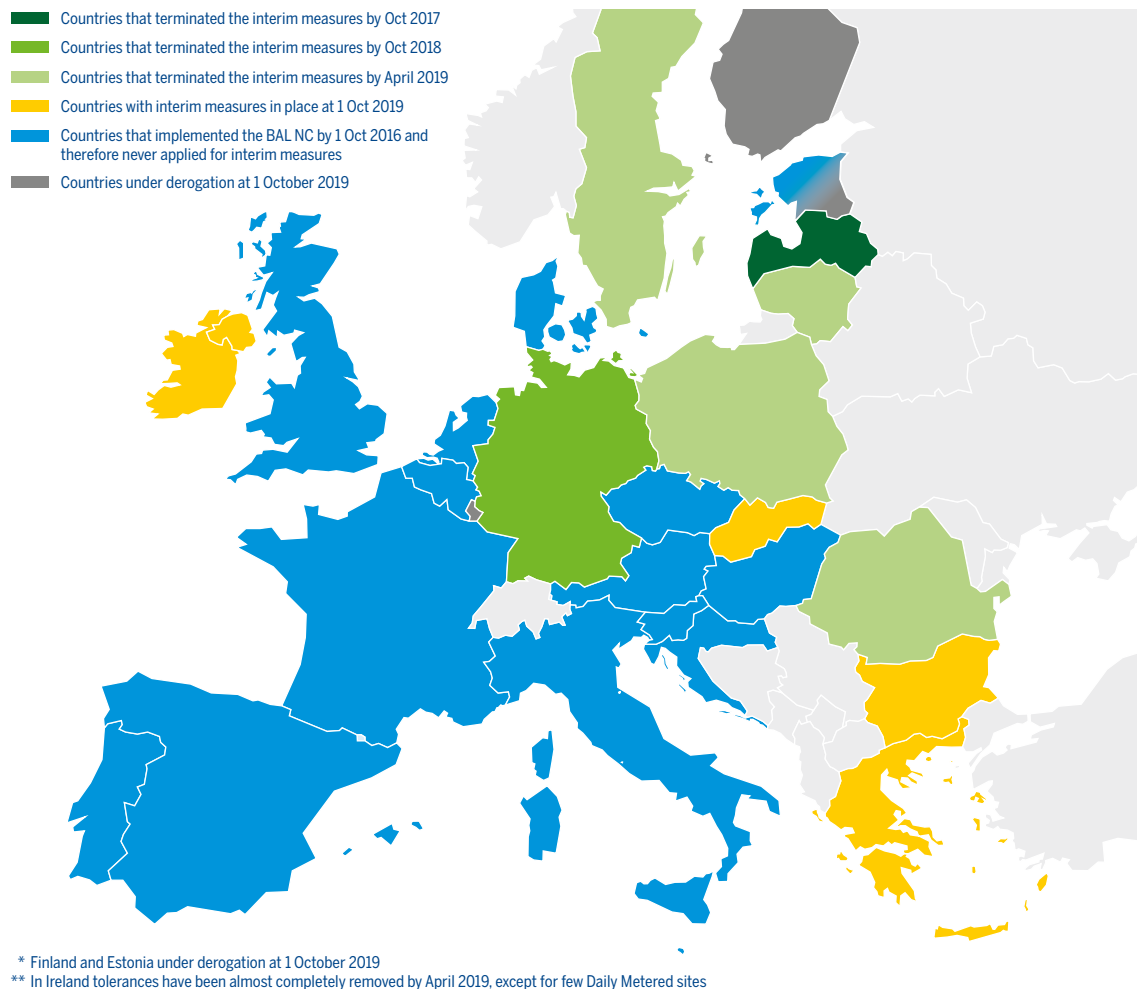 Countries that terminated the interim measures by Oct 2017
Countries that terminated the interim measures by Oct 2018
Countries that terminated the interim measures by April 2019
Countries with interim measures in place at 1 Oct 2019
Countries that implemented the BAL NC by 1 Oct 2016 and
therefore never applied for interim measures
Countries under derogation at 1 October 2019
* Finland and Estonia under derogation at 1 October 2019
** In Ireland tolerances have been almost completely removed by April 2019, except for few Daily Metered sites